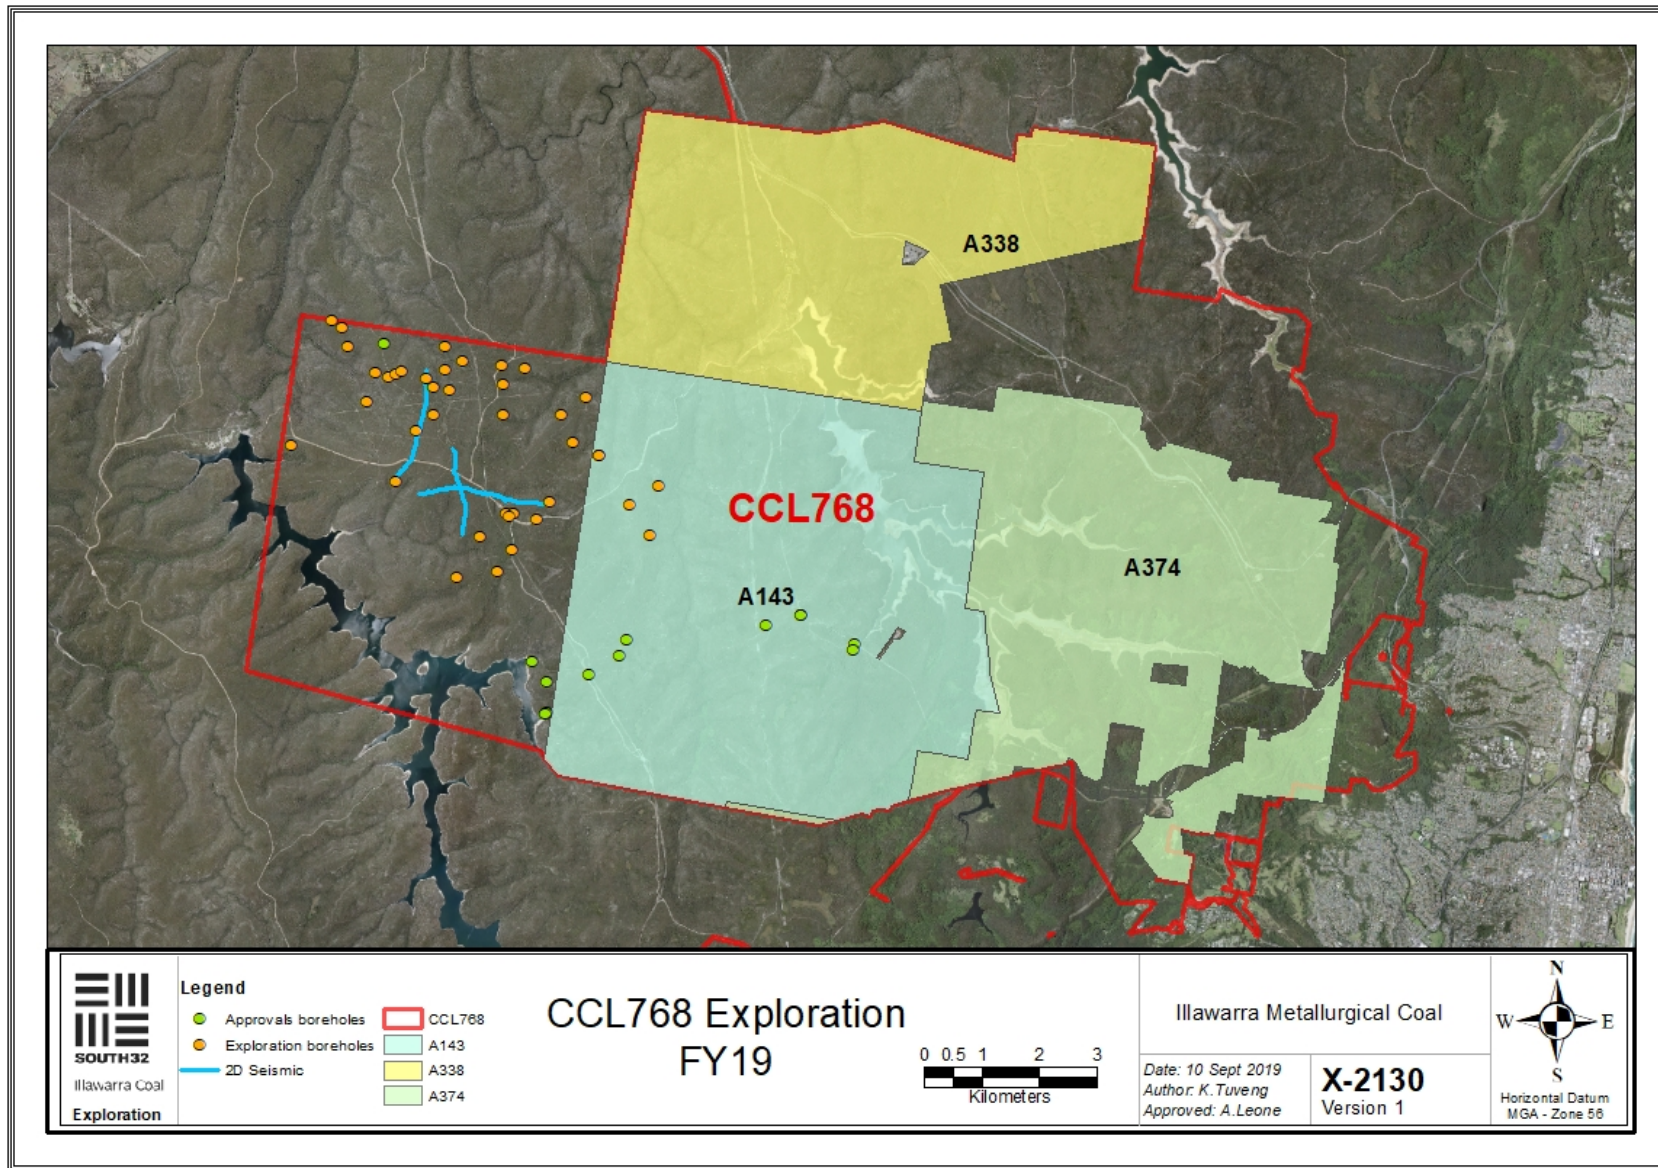 A338
CCL768
A374
A143
SOUTH32
Illawarra Coal
Exploration
Legend
Approvals boreholes
Exploration boreholes
2D Seismic
CCL768
A143
A338
A374
CCL768 Exploration
FY19
0 0.5 1 2 3
Kilometers
Illawarra Metallurgical Coal
Date: 10 Sept 2019
Author: K.Tuveng
Approved: A.Leone
X-2130
Version 1
N
W E
S
Horizontal Datum
MGA - Zone 56